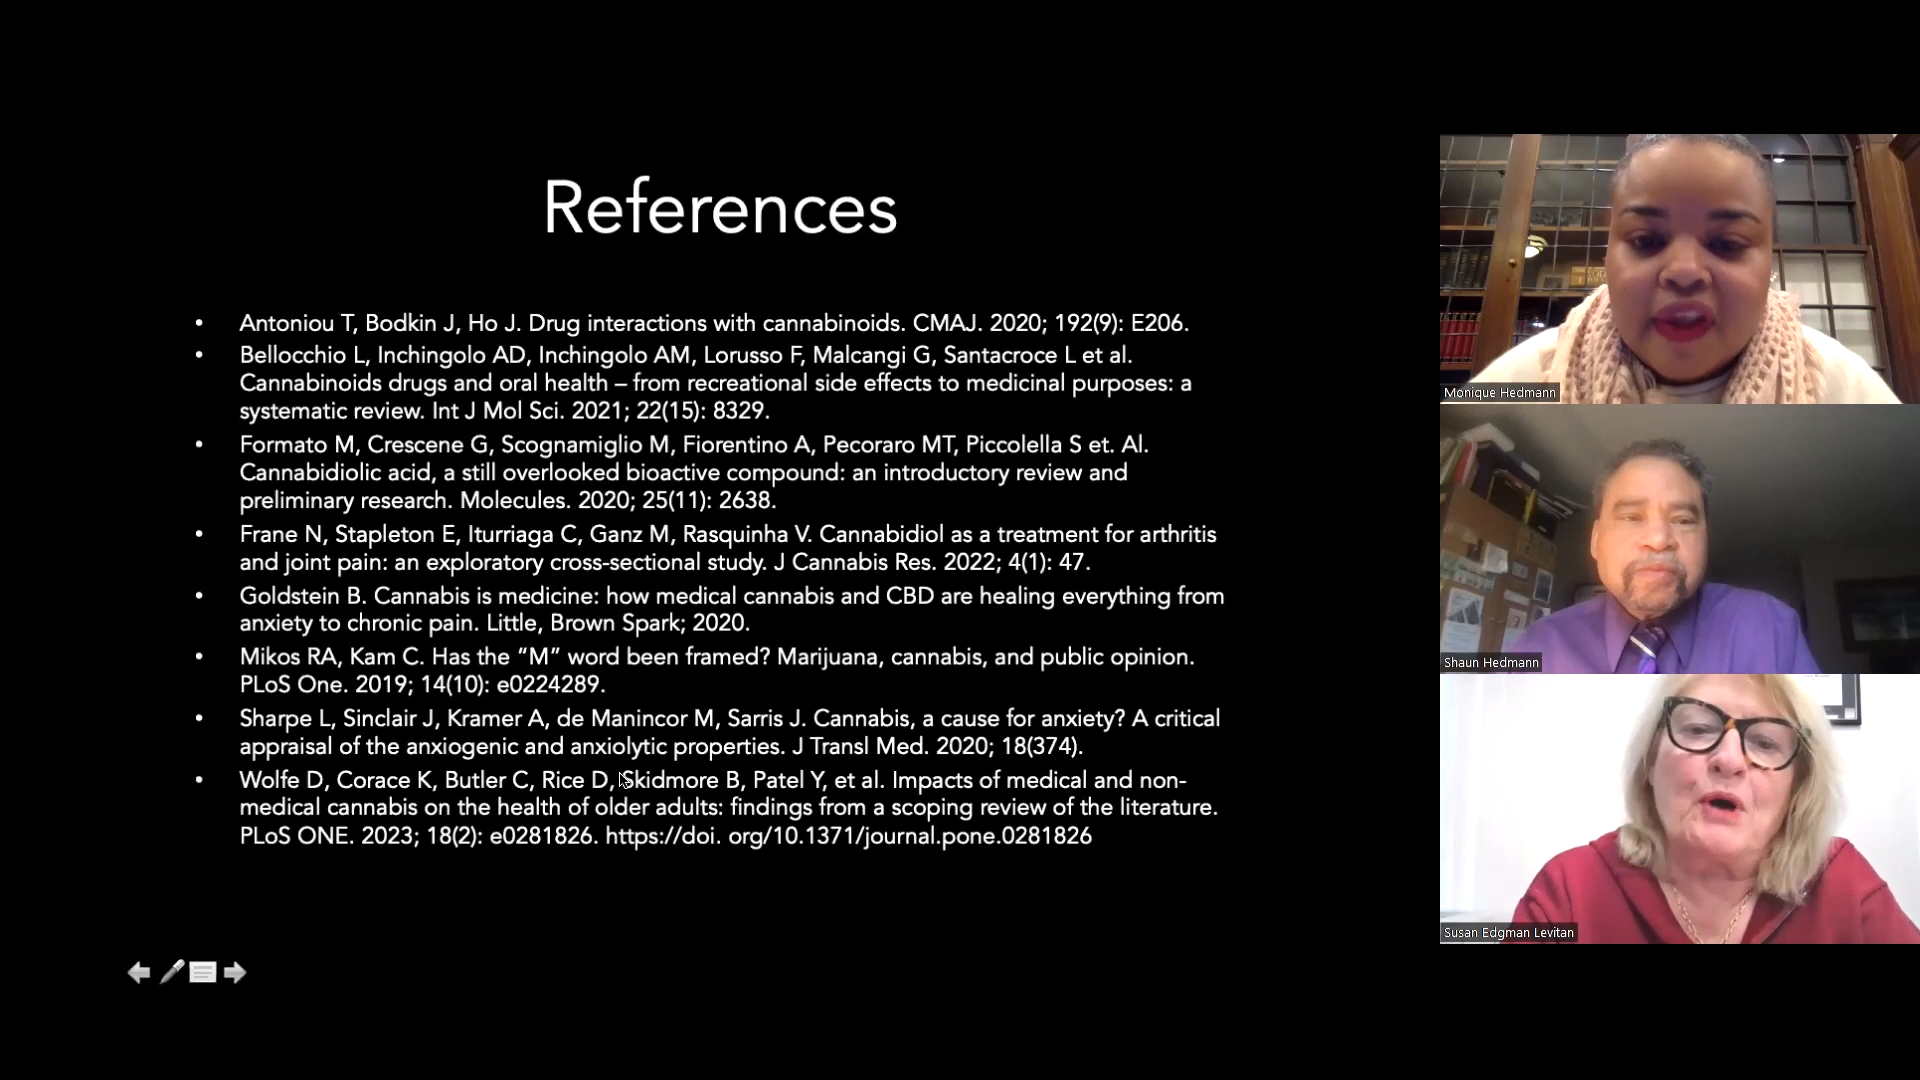 References
• Antoniou T, Bodkin J, Ho J. Drug interactions with cannabinoids. CMAJ. 2020; 192(9): E206.
• Bellocchio L, Inchingolo AD, Inchingolo AM, Lorusso F, Malcangi G, Santacroce L et al.
Cannabinoids drugs and oral health – from recreational side effects to medicinal purposes: a
systematic review. Int J Mol Sci. 2021; 22(15): 8329.
• Formato M, Crescene G, Scognamiglio M, Fiorentino A, Pecoraro MT, Piccolella S et. Al.
Cannabidiolic acid, a still overlooked bioactive compound: an introductory review and
preliminary research. Molecules. 2020; 25(11): 2638.
• Frane N, Stapleton E, Iturriaga C, Ganz M, Rasquinha V. Cannabidiol as a treatment for arthritis
and joint pain: an exploratory cross-sectional study. J Cannabis Res. 2022; 4(1): 47.
• Goldstein B. Cannabis is medicine: how medical cannabis and CBD are healing everything from
anxiety to chronic pain. Little, Brown Spark; 2020.
• Mikos RA, Kam C. Has the “M” word been framed? Marijuana, cannabis, and public opinion.
PLoS One. 2019; 14(10): e0224289.
• Sharpe L, Sinclair J, Kramer A, de Manincor M, Sarris J. Cannabis, a cause for anxiety? A critical
appraisal of the anxiogenic and anxiolytic properties. J Transl Med. 2020; 18(374).
• Wolfe D, Corace K, Butler C, Rice D, Skidmore B, Patel Y, et al. Impacts of medical and non-
medical cannabis on the health of older adults: findings from a scoping review of the literature.
PLoS ONE. 2023; 18(2): e0281826. https://doi. org/10.1371/journal.pone.0281826
Monique Hedmann
Shaun Hedmann
Susan Edgman Levitan